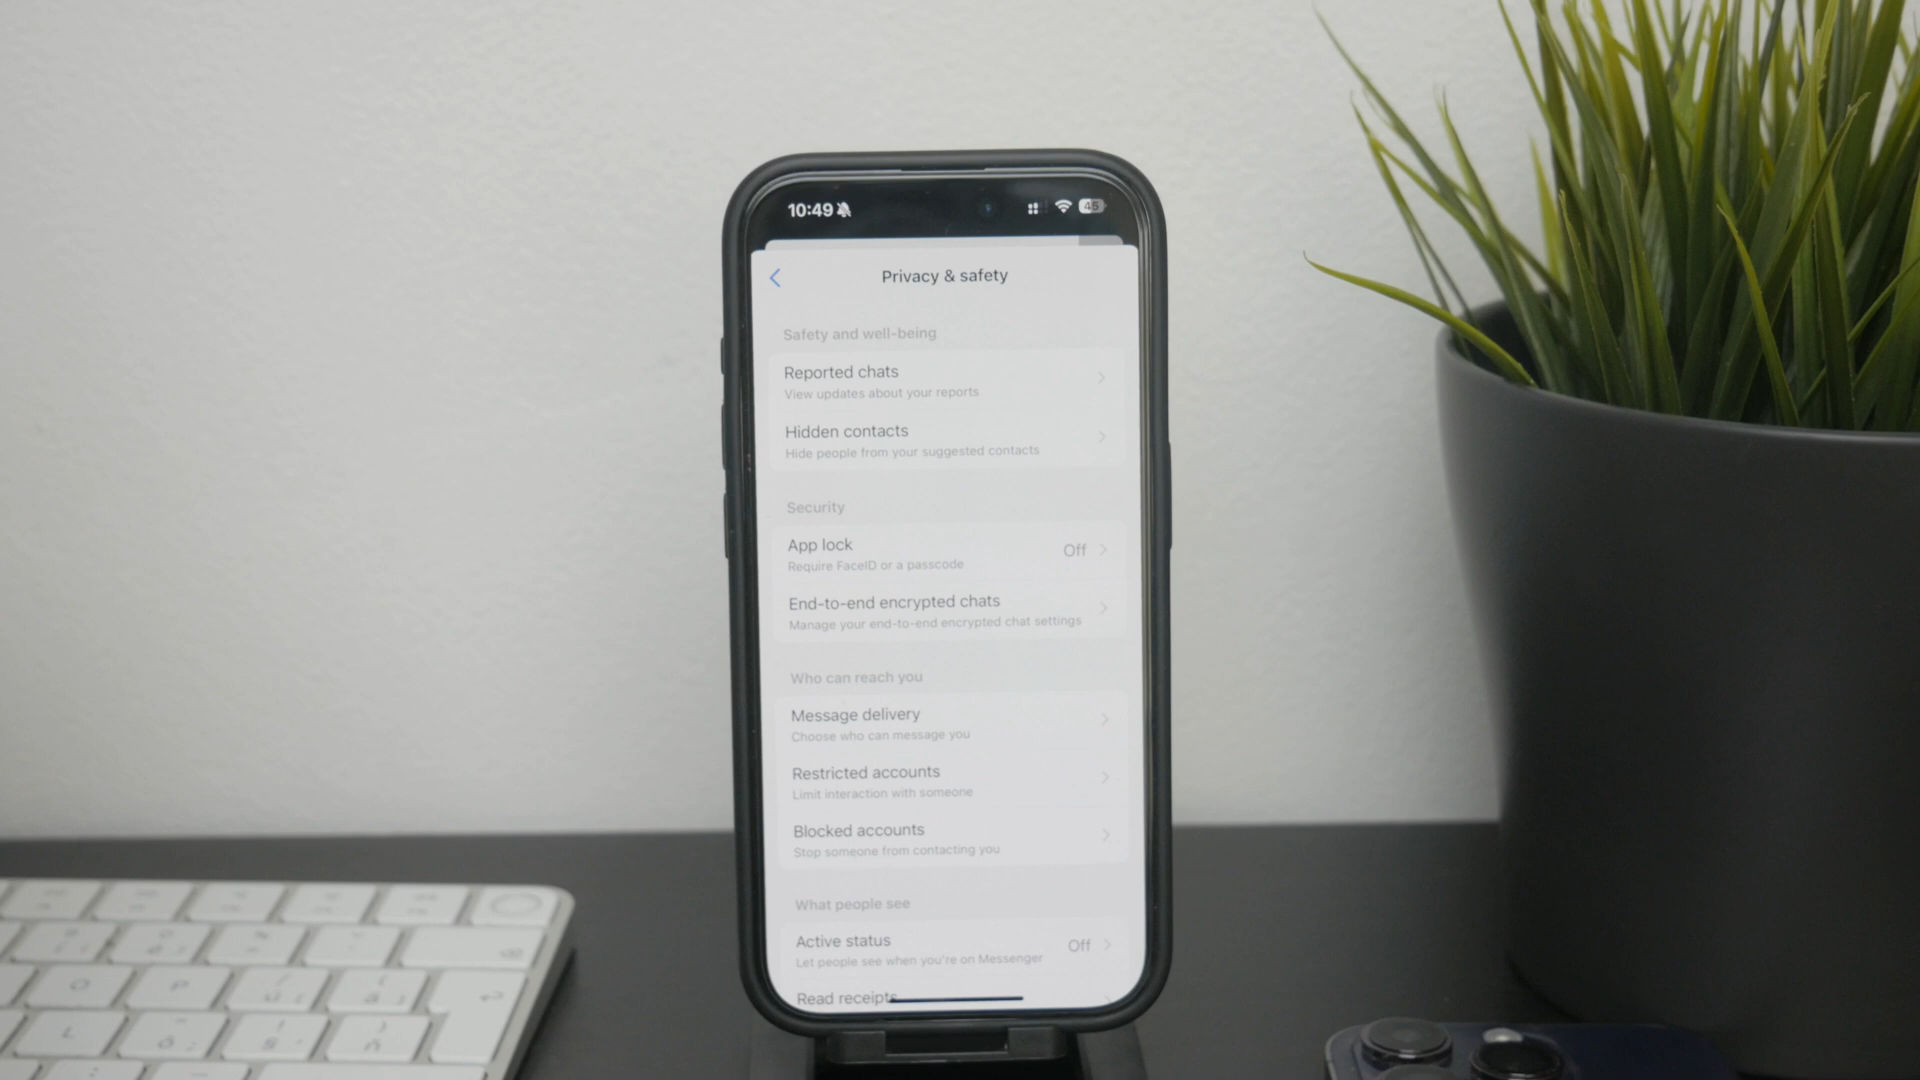 10:49
45
Privacy & safety
Safety and well-being
Reported chats
View updates about your reports
Hidden contacts
Hide people from your suggested contacts
Security
App lock
Off
Require FaceID or a passcode
End-to-end encrypted chats
Manage your end-to-end encrypted chat settings
Who can reach you
Message delivery
Choose who can message you
Restricted accounts
Limit interaction with someone
Blocked accounts
Stop someone from contacting you
What people see
Active status
Off
Let people see when you're on Messenger
Read receipts